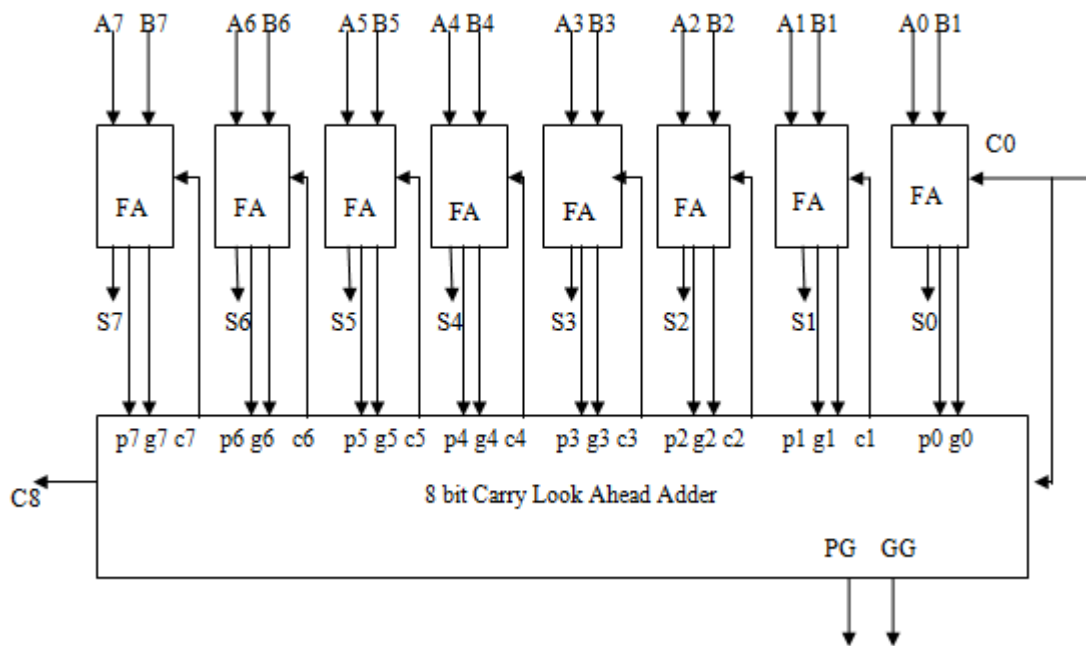 A7 B7 A6 B6 A5 B5 A4 B4 A3 B3 A2 B2 A1 B1 A0 B1
C0
FA FA FA FA FA FA FA FA
S7 S6 S5 S4 S3 S2 S1 S0
p7 g7 c7 p6 g6 c6 p5 g5 c5 p4 g4 c4 p3 g3 c3 p2 g2 c2 p1 g1 c1 p0 g0
C8 8 bit Carry Look Ahead Adder
PG GG